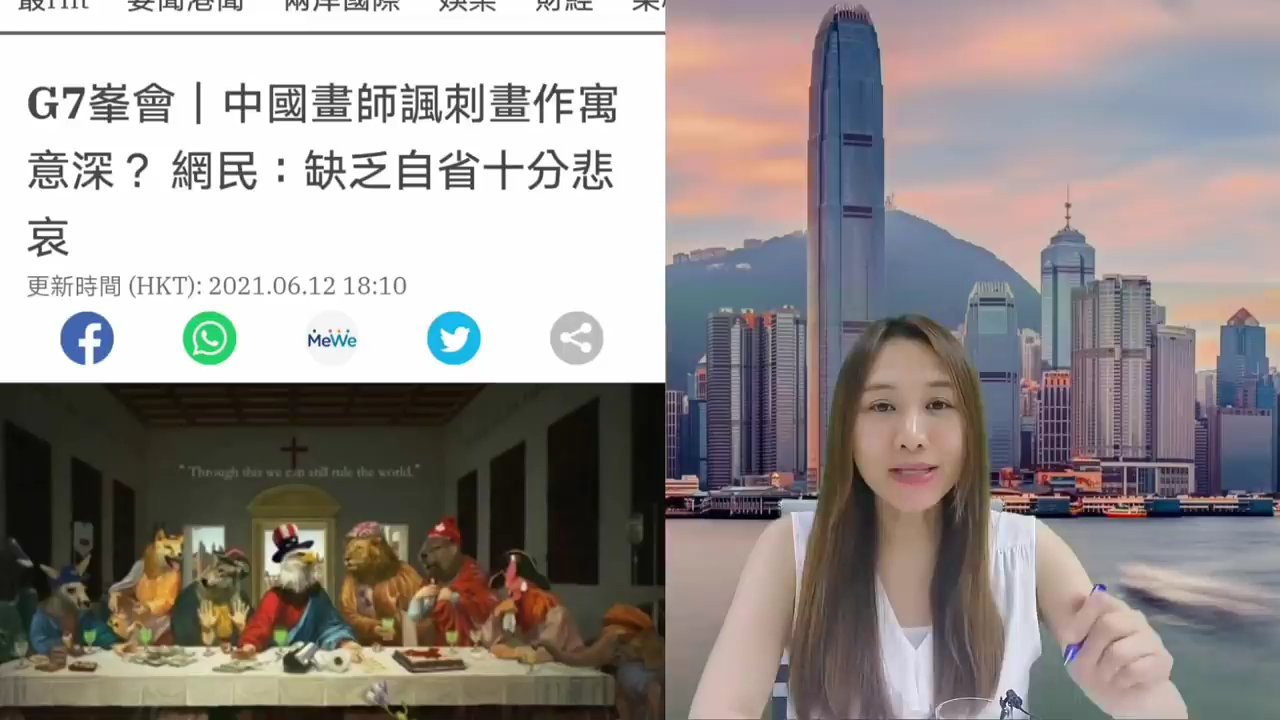 要聞港聞 兩岸國際 娛樂 財經
G7峯會｜中國畫師諷刺畫作寓
意深？ 網民：缺乏自省十分悲
哀
更新時間 (HKT): 2021.06.12 18:10
MeWe
"Through this we can still rule the world."